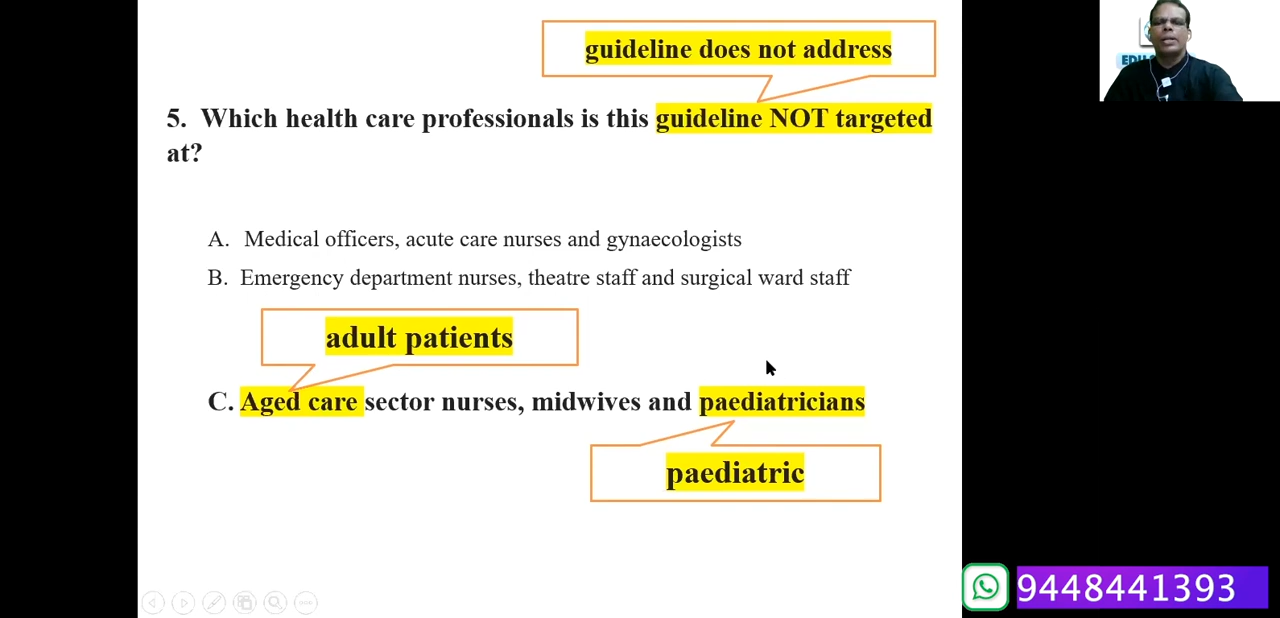 guideline does not address
5. Which health care professionals is this guideline NOT targeted
at?
A. Medical officers, acute care nurses and gynaecologists
B. Emergency department nurses, theatre staff and surgical ward staff
adult patients
C. Aged care sector nurses, midwives and paediatricians
paediatric
9448441393